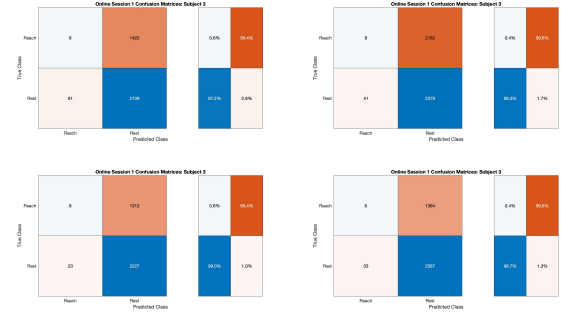 Online Session 1 Confusion Matrices: Subject 3
Reach 8 1422 0.6% 99.4%
True Class
Rest 61 2139 97.2% 2.8%
Reach Rest
Predicted Class
Online Session 1 Confusion Matrices: Subject 3
Reach 8 2162 0.4% 99.6%
True Class
Rest 41 2379 98.3% 1.7%
Reach Rest
Predicted Class
Online Session 1 Confusion Matrices: Subject 3
Reach 8 1312 0.6% 99.4%
True Class
Rest 23 2227 99.0% 1.0%
Reach Rest
Predicted Class
Online Session 1 Confusion Matrices: Subject 3
Reach 6 1364 0.4% 99.6%
True Class
Rest 33 2567 98.7% 1.3%
Reach Rest
Predicted Class